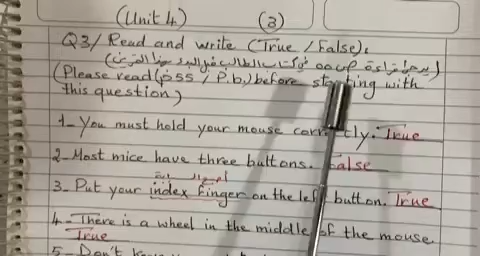 (Unit 4) (3)
Q3/ Read and write (True / False).
(Please read (ص 55 / P.b.) before starting with
this question)
1- You must hold your mouse correctly. True
2- Most mice have three buttons. False
3- Put your index finger on the left button. True
4- There is a wheel in the middle of the mouse.
True
5- Don't